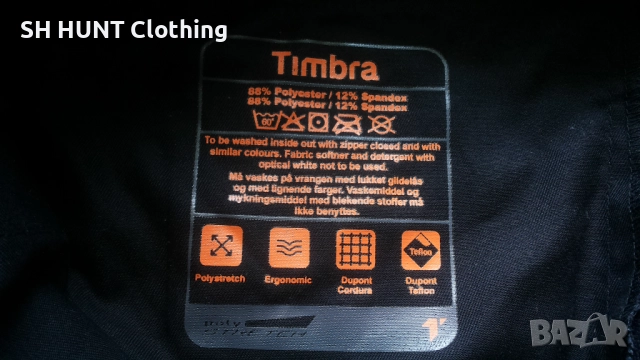 SH HUNT Clothing
Timbra
88% Polyester / 12% Spandex
88% Polyester / 12% Spandex
60°
To be washed inside out with zipper closed and with
similar colours. Fabric softner and detergent with
optical white not to be used.
Må vaskes på vrangen med lukket glidelås
og med lignende farger. Vaskemiddel og
mykningsmiddel med blekende stoffer må
ikke benyttes.
Teflon
Polystretch
Ergonomic
Dupont
Cordura
Dupont
Teflon
BAZAR.bg